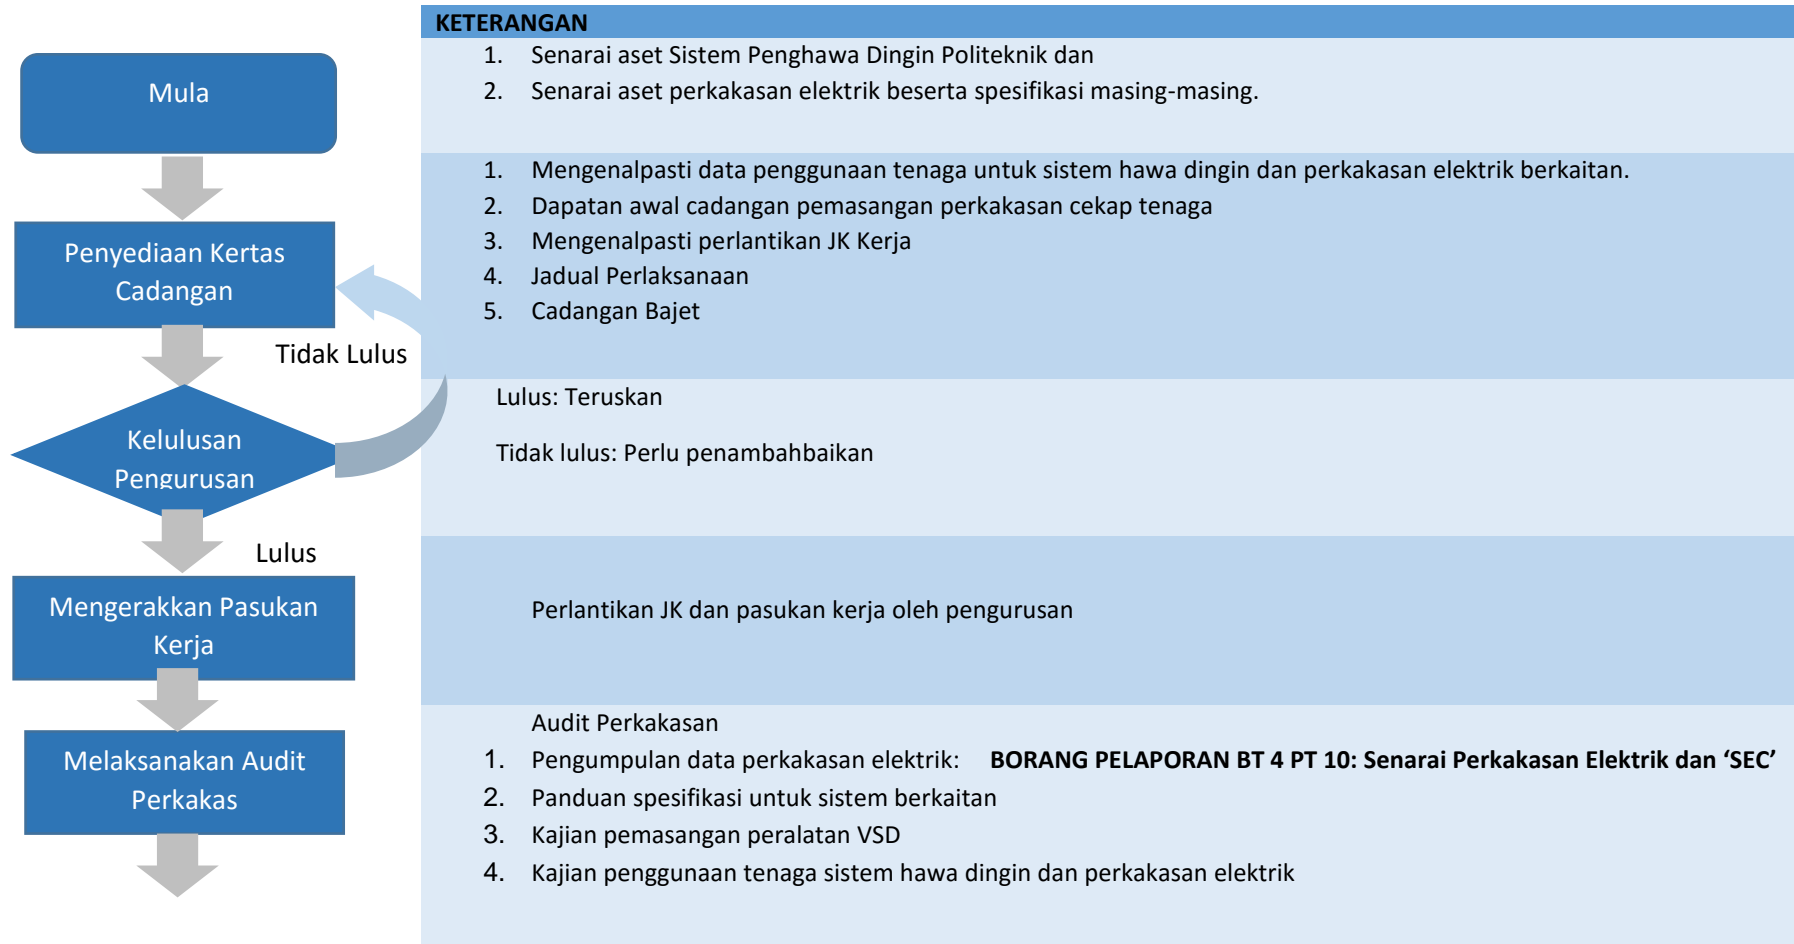 KETERANGAN
Mula
1. Senarai aset Sistem Penghawa Dingin Politeknik dan
2. Senarai aset perkakasan elektrik beserta spesifikasi masing-masing.
Penyediaan Kertas
Cadangan
1. Mengenalpasti data penggunaan tenaga untuk sistem hawa dingin dan perkakasan elektrik berkaitan.
2. Dapatan awal cadangan pemasangan perkakasan cekap tenaga
3. Mengenalpasti perlantikan JK Kerja
4. Jadual Perlaksanaan
5. Cadangan Bajet
Tidak Lulus
Kelulusan
Pengurusan
Lulus: Teruskan
Tidak lulus: Perlu penambahbaikan
Lulus
Mengerakkan Pasukan
Kerja
Perlantikan JK dan pasukan kerja oleh pengurusan
Melaksanakan Audit
Perkakas
Audit Perkakasan
1. Pengumpulan data perkakasan elektrik: BORANG PELAPORAN BT 4 PT 10: Senarai Perkakasan Elektrik dan ‘SEC’
2. Panduan spesifikasi untuk sistem berkaitan
3. Kajian pemasangan peralatan VSD
4. Kajian penggunaan tenaga sistem hawa dingin dan perkakasan elektrik